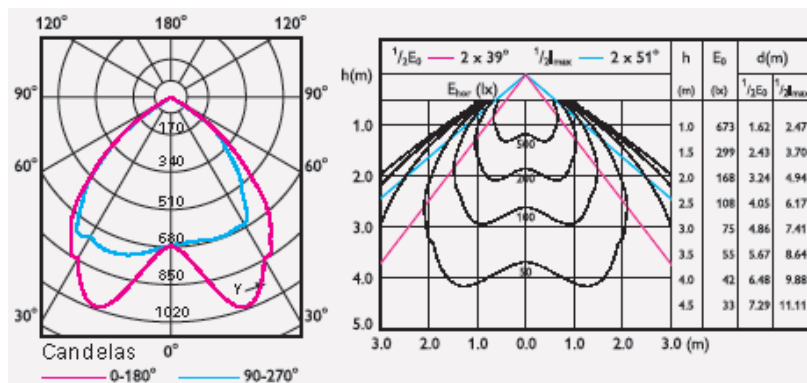 120° 180° 120°
90° 90°
170
340
60° 60°
510
680
850
Y
1020
30° 30°
Candelas 0°
0-180° 90-270°
1/2E0 2 x 39° 1/2Imax 2 x 51°
h(m) Ehor (lx)
1.0
2.0
3.0
4.0
5.0
500
200
100
50
3.0 2.0 1.0 0.0 1.0 2.0 3.0 (m)
h E0 d(m)
(m) (lx) 1/2E0 1/2Imax
1.0 673 1.62 2.47
1.5 299 2.43 3.70
2.0 168 3.24 4.94
2.5 108 4.05 6.17
3.0 75 4.86 7.41
3.5 55 5.67 8.64
4.0 42 6.48 9.88
4.5 33 7.29 11.11